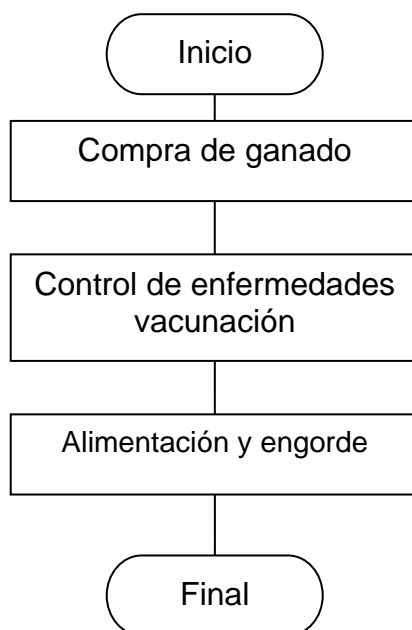 Inicio
Compra de ganado
Control de enfermedades
vacunación
Alimentación y engorde
Final